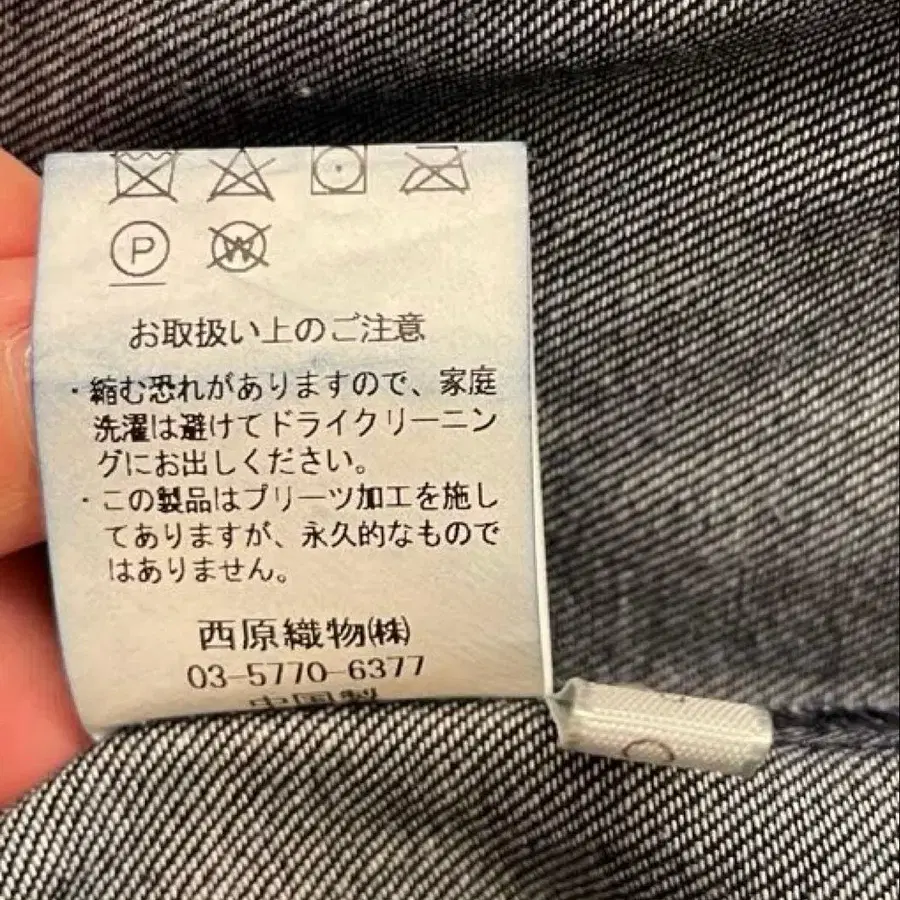 P
W
お取扱い上のご注意
・縮む恐れがありますので、家庭
洗濯は避けてドライクリーニン
グにお出しください。
・この製品はプリーツ加工を施し
てありますが、永久的なもので
はありません。
西原織物㈱
03-5770-6377
中国製